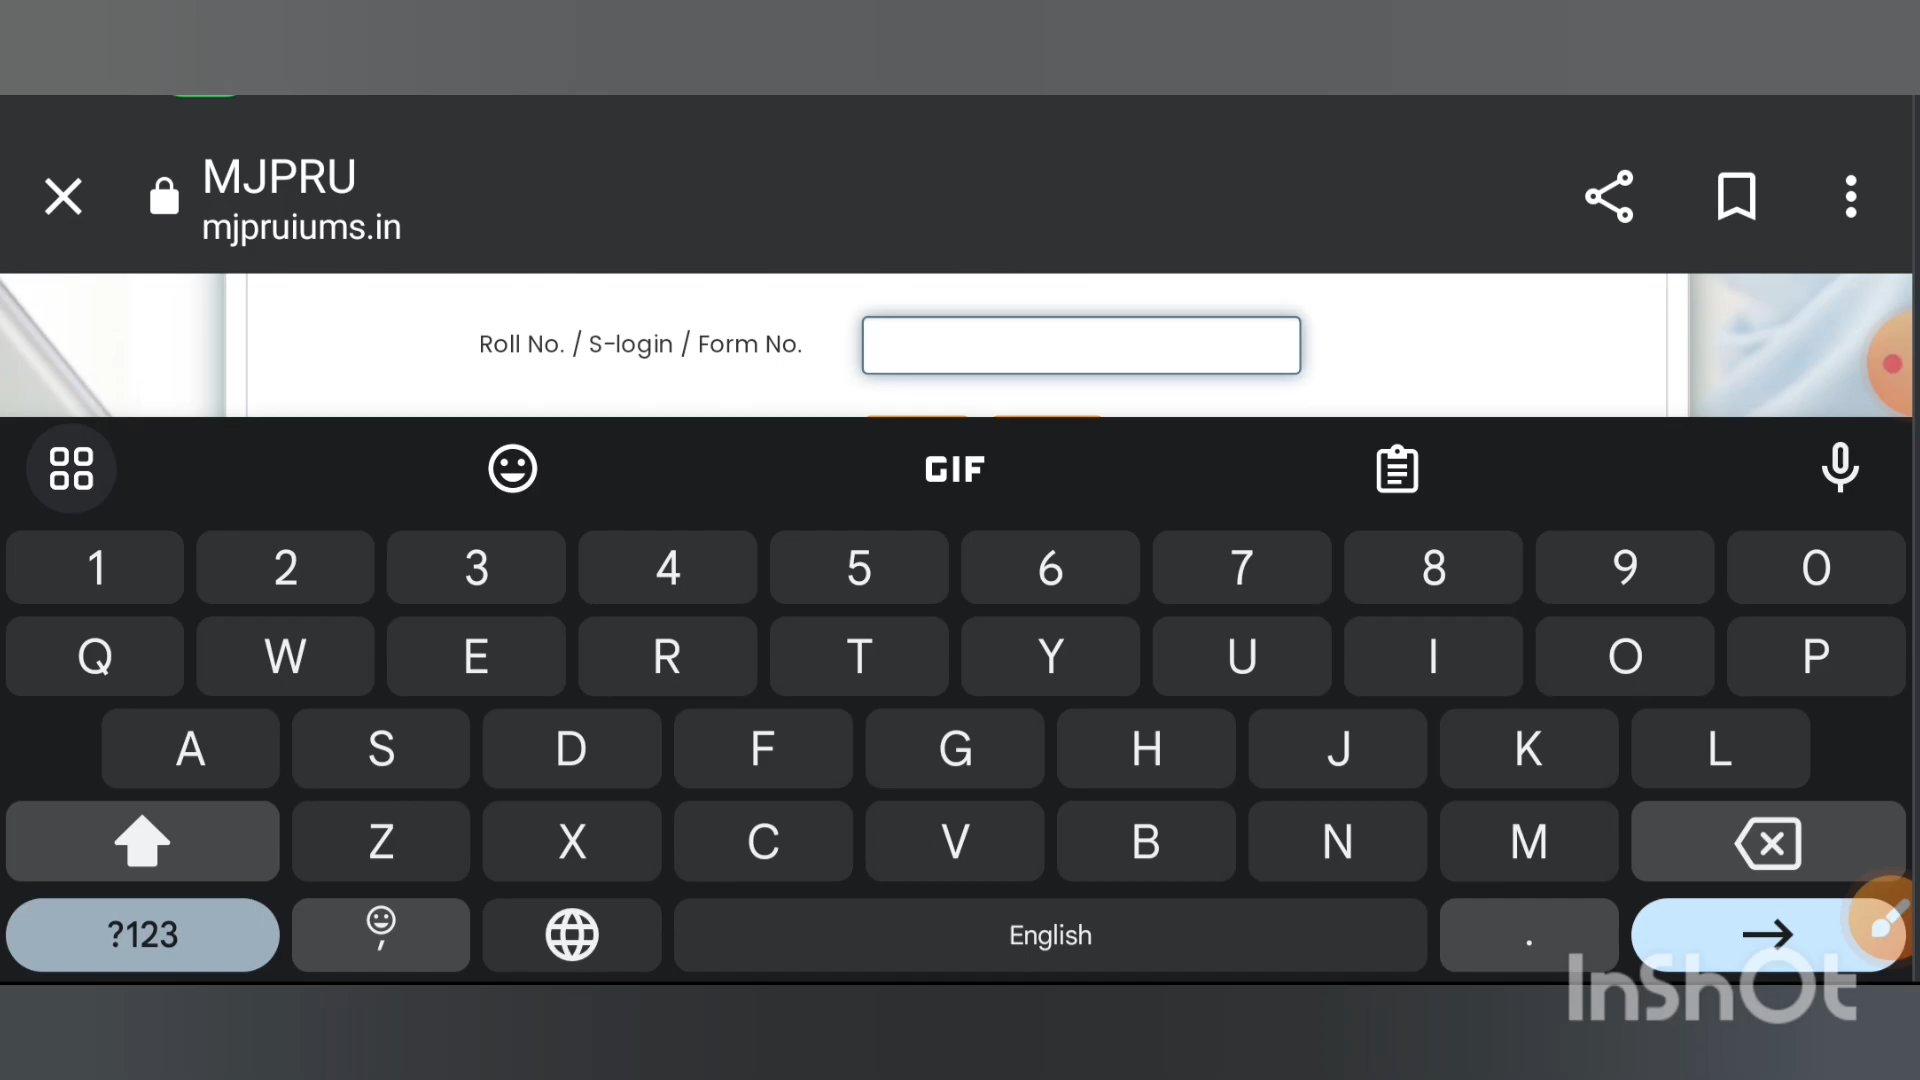 MJPRU
mjpruiums.in
Roll No. / S-login / Form No.
GIF
1 2 3 4 5 6 7 8 9 0
Q W E R T Y U I O P
A S D F G H J K L
Z X C V B N M
?123 , English .
InShOt